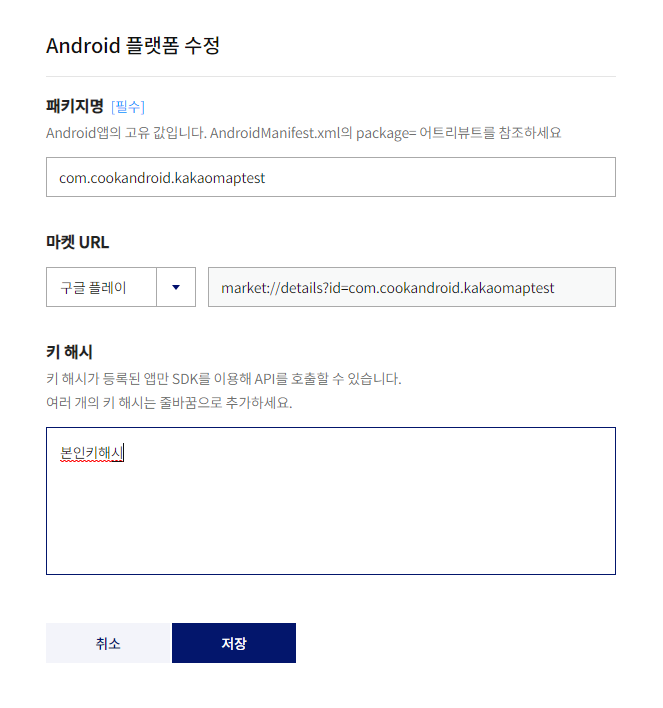 Android 플랫폼 수정
패키지명 [필수]
Android앱의 고유 값입니다. AndroidManifest.xml의 package= 어트리뷰트를 참조하세요
com.cookandroid.kakaomaptest
마켓 URL
구글 플레이
market://details?id=com.cookandroid.kakaomaptest
키 해시
키 해시가 등록된 앱만 SDK를 이용해 API를 호출할 수 있습니다.
여러 개의 키 해시는 줄바꿈으로 추가하세요.
본인키해시
취소
저장